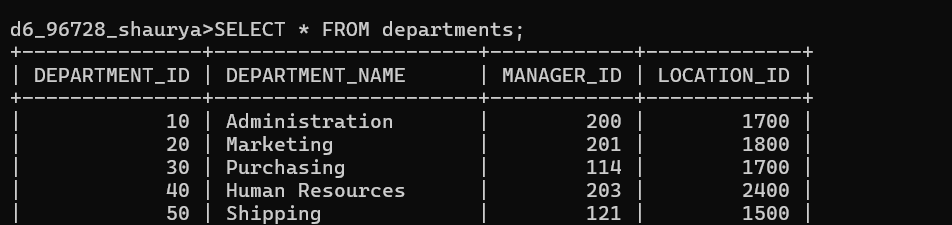 d6_96728_shaurya>SELECT * FROM departments;
+---------------+----------------------+------------+-------------+
| DEPARTMENT_ID | DEPARTMENT_NAME      | MANAGER_ID | LOCATION_ID |
+---------------+----------------------+------------+-------------+
|            10 | Administration       |        200 |        1700 |
|            20 | Marketing            |        201 |        1800 |
|            30 | Purchasing           |        114 |        1700 |
|            40 | Human Resources      |        203 |        2400 |
|            50 | Shipping             |        121 |        1500 |